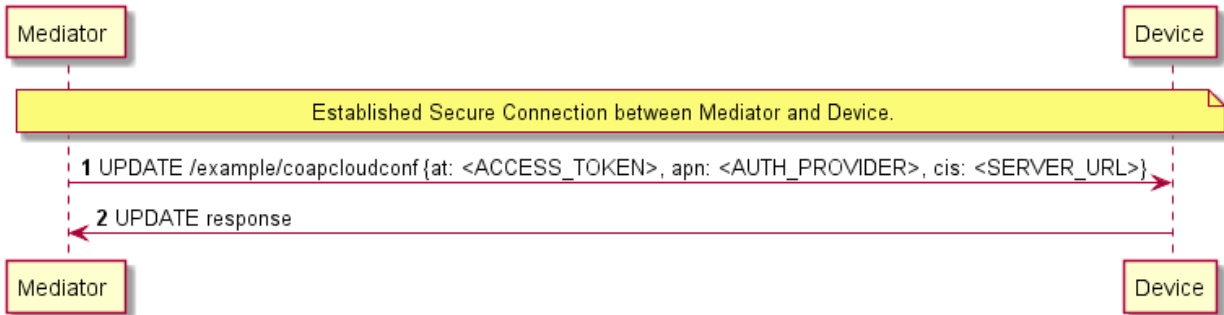 Mediator
Device
Established Secure Connection between Mediator and Device.
1 UPDATE /example/coapcloudconf {at: <ACCESS_TOKEN>, apn: <AUTH_PROVIDER>, cis: <SERVER_URL>}
2 UPDATE response
Mediator
Device